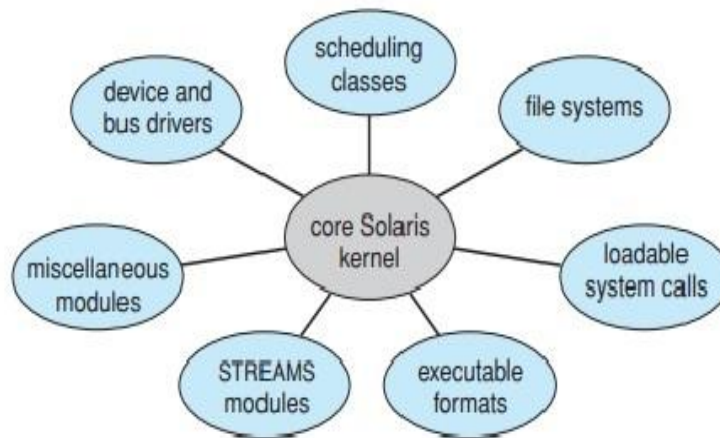 scheduling
classes
device and
bus drivers
file systems
core Solaris
kernel
miscellaneous
modules
loadable
system calls
STREAMS
modules
executable
formats